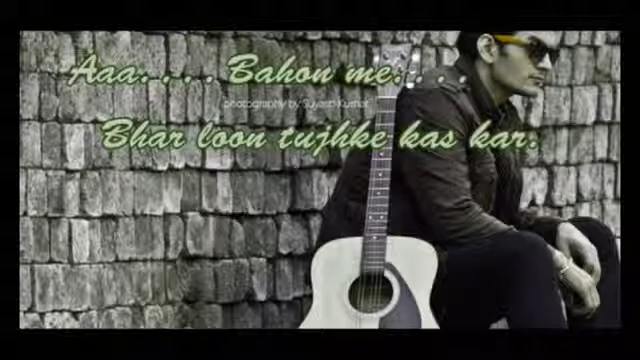 Aaa. . . . Bahon me. . . .
photography by Suyash Kumar
Bhar loon tujhke kas kar.